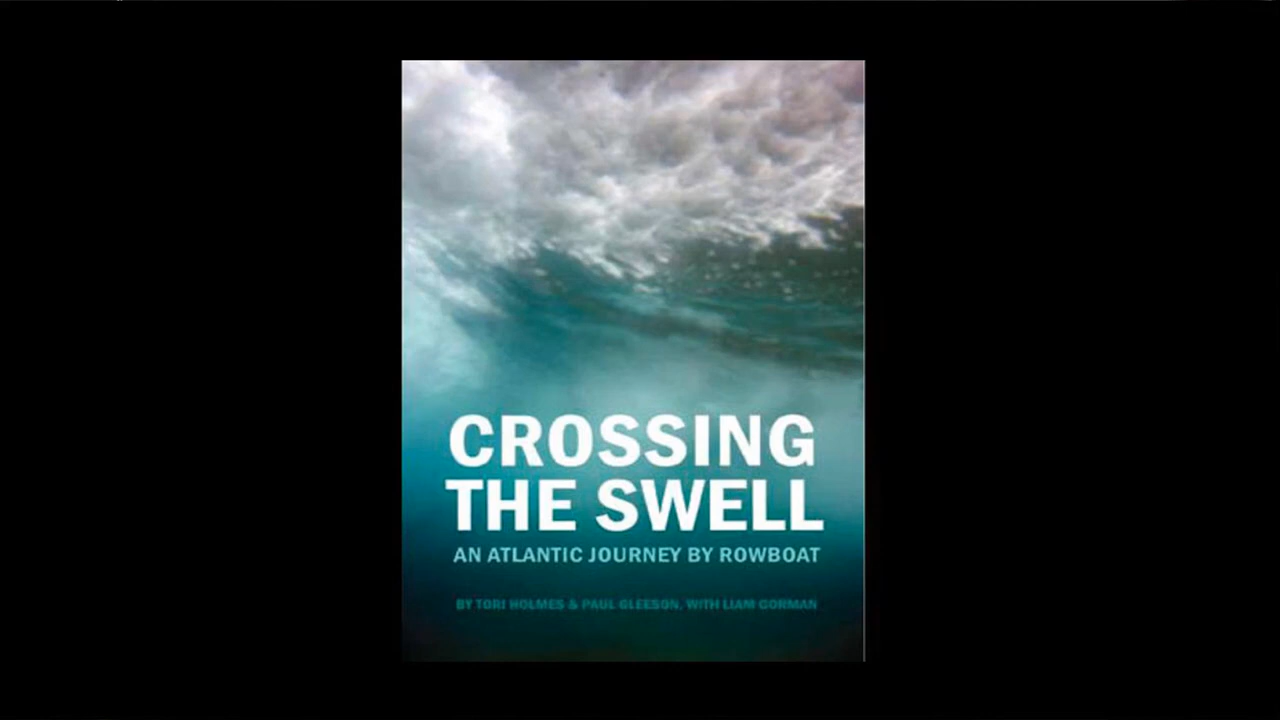 CROSSING
THE SWELL
AN ATLANTIC JOURNEY BY ROWBOAT
BY TORI HOLMES & PAUL GLEESON, WITH LIAM GORMAN